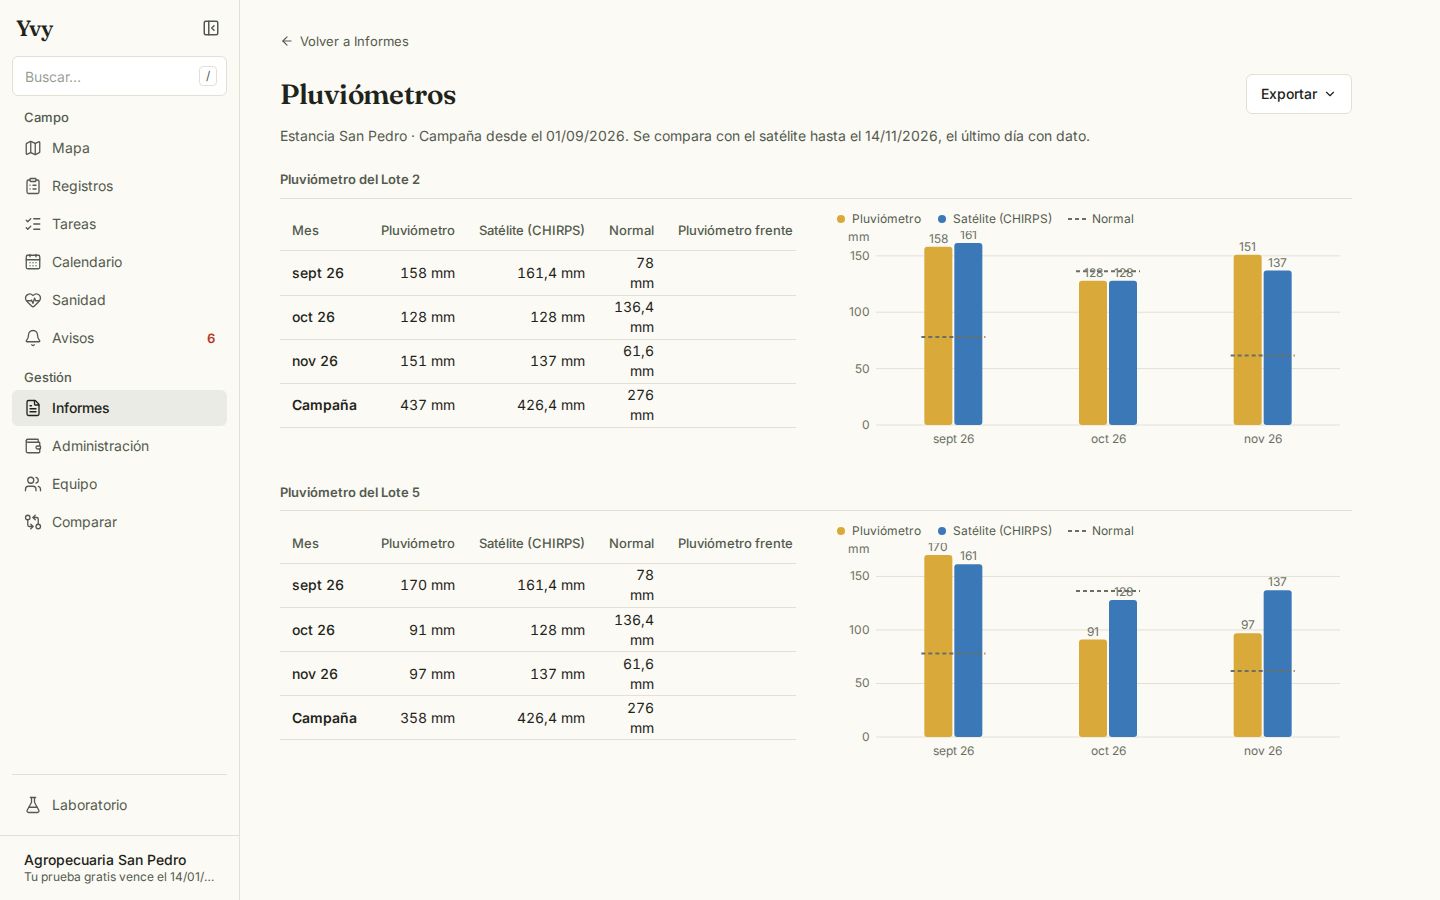 Yvy
Buscar...
/
Campo
Mapa
Registros
Tareas
Calendario
Sanidad
Avisos 6
Gestión
Informes
Administración
Equipo
Comparar
Laboratorio
Agropecuaria San Pedro
Tu prueba gratis vence el 14/01/...
Volver a Informes
Pluviómetros
Exportar
Estancia San Pedro · Campaña desde el 01/09/2026. Se compara con el satélite hasta el 14/11/2026, el último día con dato.
Pluviómetro del Lote 2
Mes Pluviómetro Satélite (CHIRPS) Normal Pluviómetro frente
sept 26 158 mm 161,4 mm 78 mm
oct 26 128 mm 128 mm 136,4 mm
nov 26 151 mm 137 mm 61,6 mm
Campaña 437 mm 426,4 mm 276 mm
Pluviómetro Satélite (CHIRPS) Normal
mm
158 161
128 128
151 137
150
100
50
0
sept 26 oct 26 nov 26
Pluviómetro del Lote 5
Mes Pluviómetro Satélite (CHIRPS) Normal Pluviómetro frente
sept 26 170 mm 161,4 mm 78 mm
oct 26 91 mm 128 mm 136,4 mm
nov 26 97 mm 137 mm 61,6 mm
Campaña 358 mm 426,4 mm 276 mm
Pluviómetro Satélite (CHIRPS) Normal
mm
170 161
91 128
97 137
150
100
50
0
sept 26 oct 26 nov 26